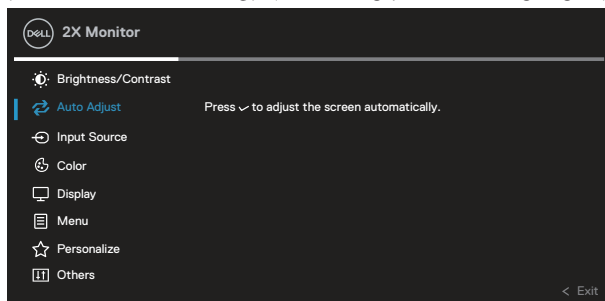 DELL 2X Monitor
Brightness/Contrast
Auto Adjust Press ✓ to adjust the screen automatically.
Input Source
Color
Display
Menu
Personalize
Others
< Exit